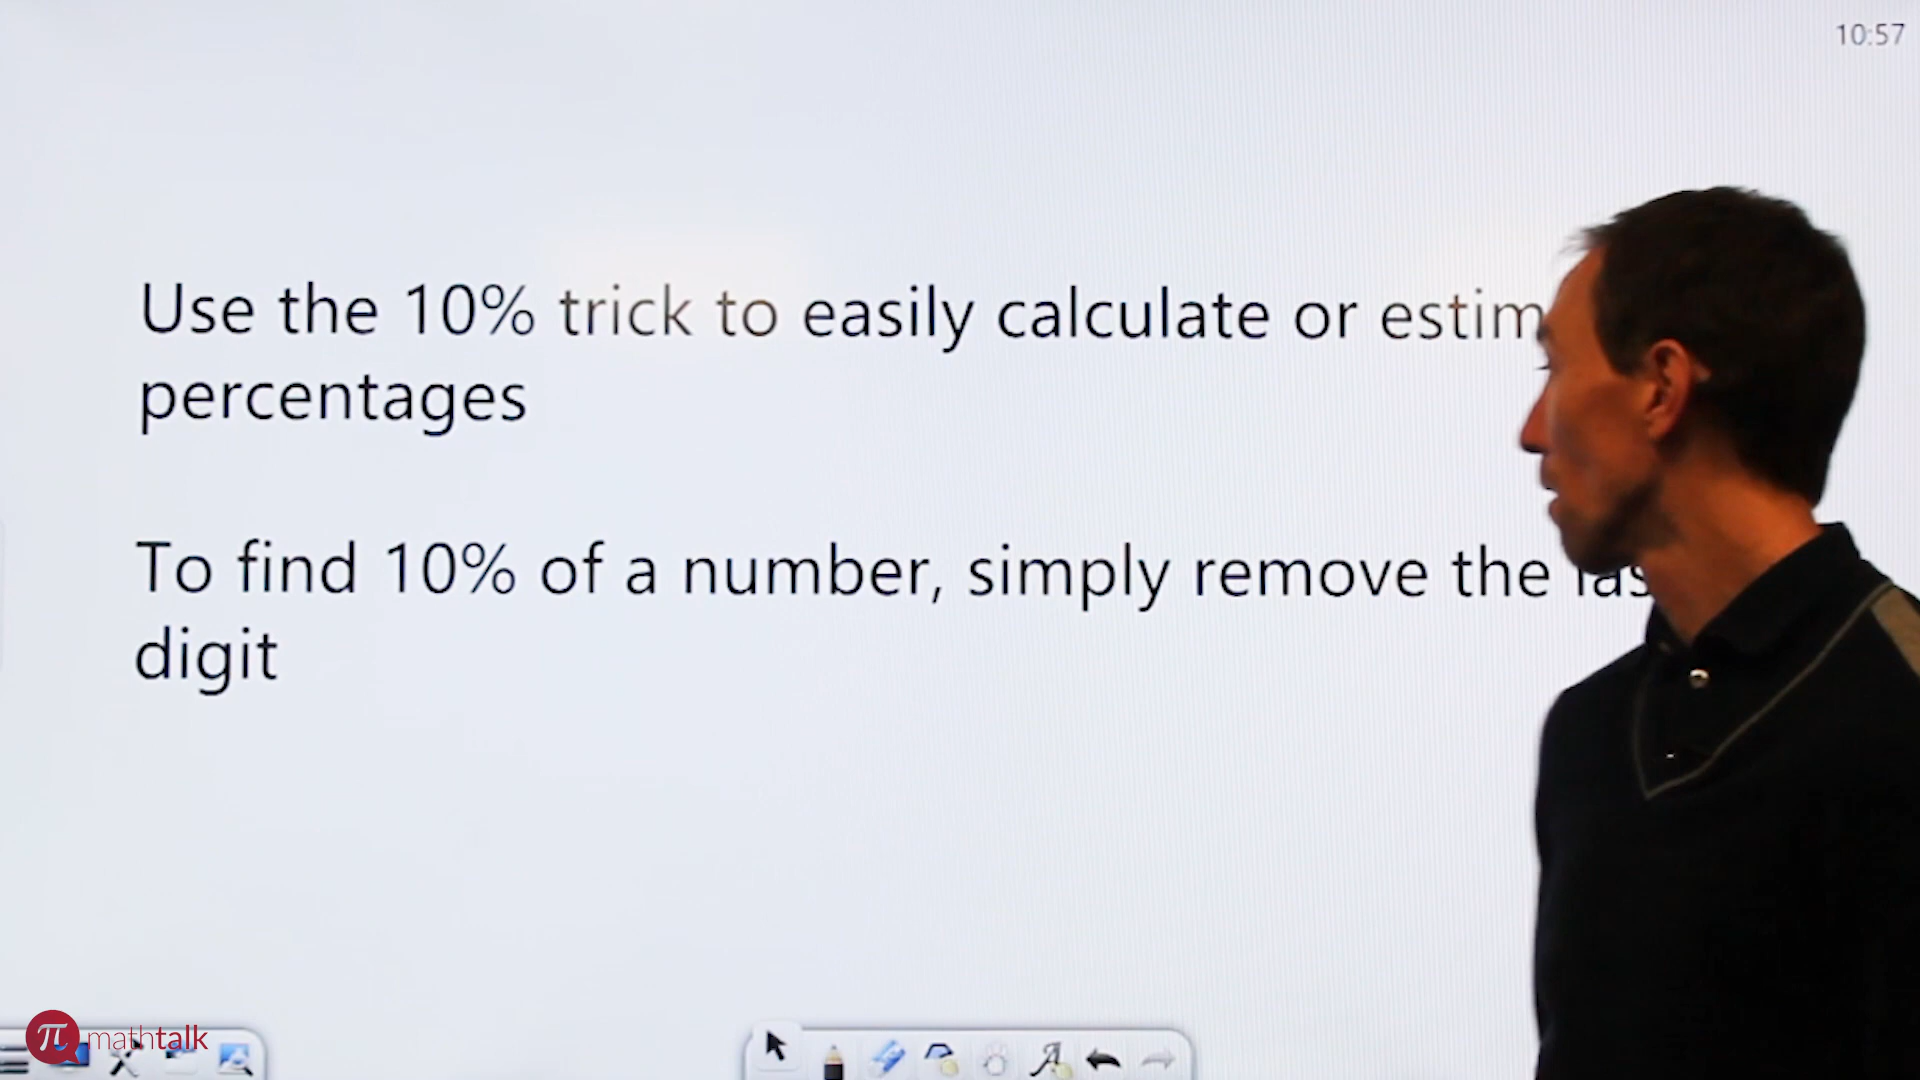 10:57
Use the 10% trick to easily calculate or estim
percentages
To find 10% of a number, simply remove the las
digit
π mathtalk